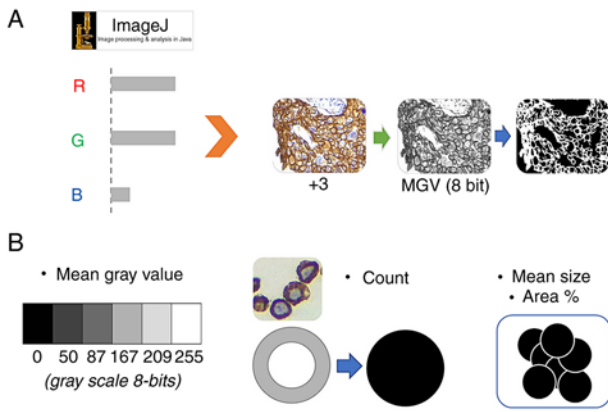 A
ImageJ
Image processing & analysis in Java
R
G
B
+3
MGV (8 bit)
B
• Mean gray value
0 50 87 167 209 255
(gray scale 8-bits)
• Count
• Mean size
• Area %